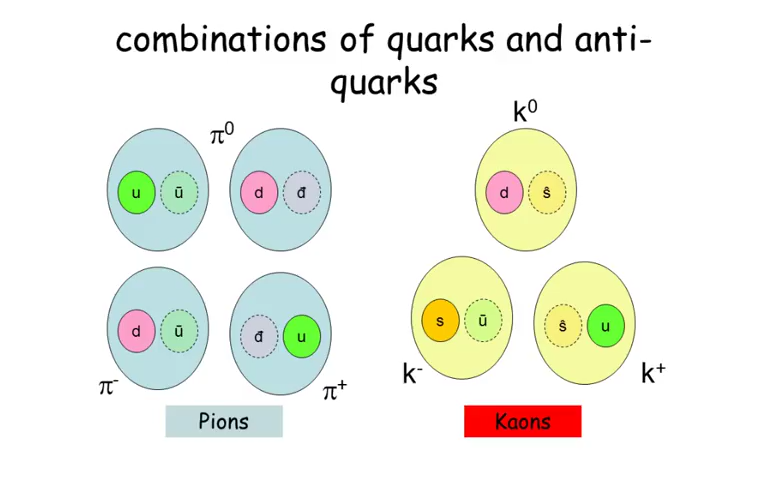 combinations of quarks and anti-
quarks
π⁰
k⁰
u ū d đ
d ŝ
d ū đ u
s ū ŝ u
π⁻
π⁺
k⁻
k⁺
Pions
Kaons